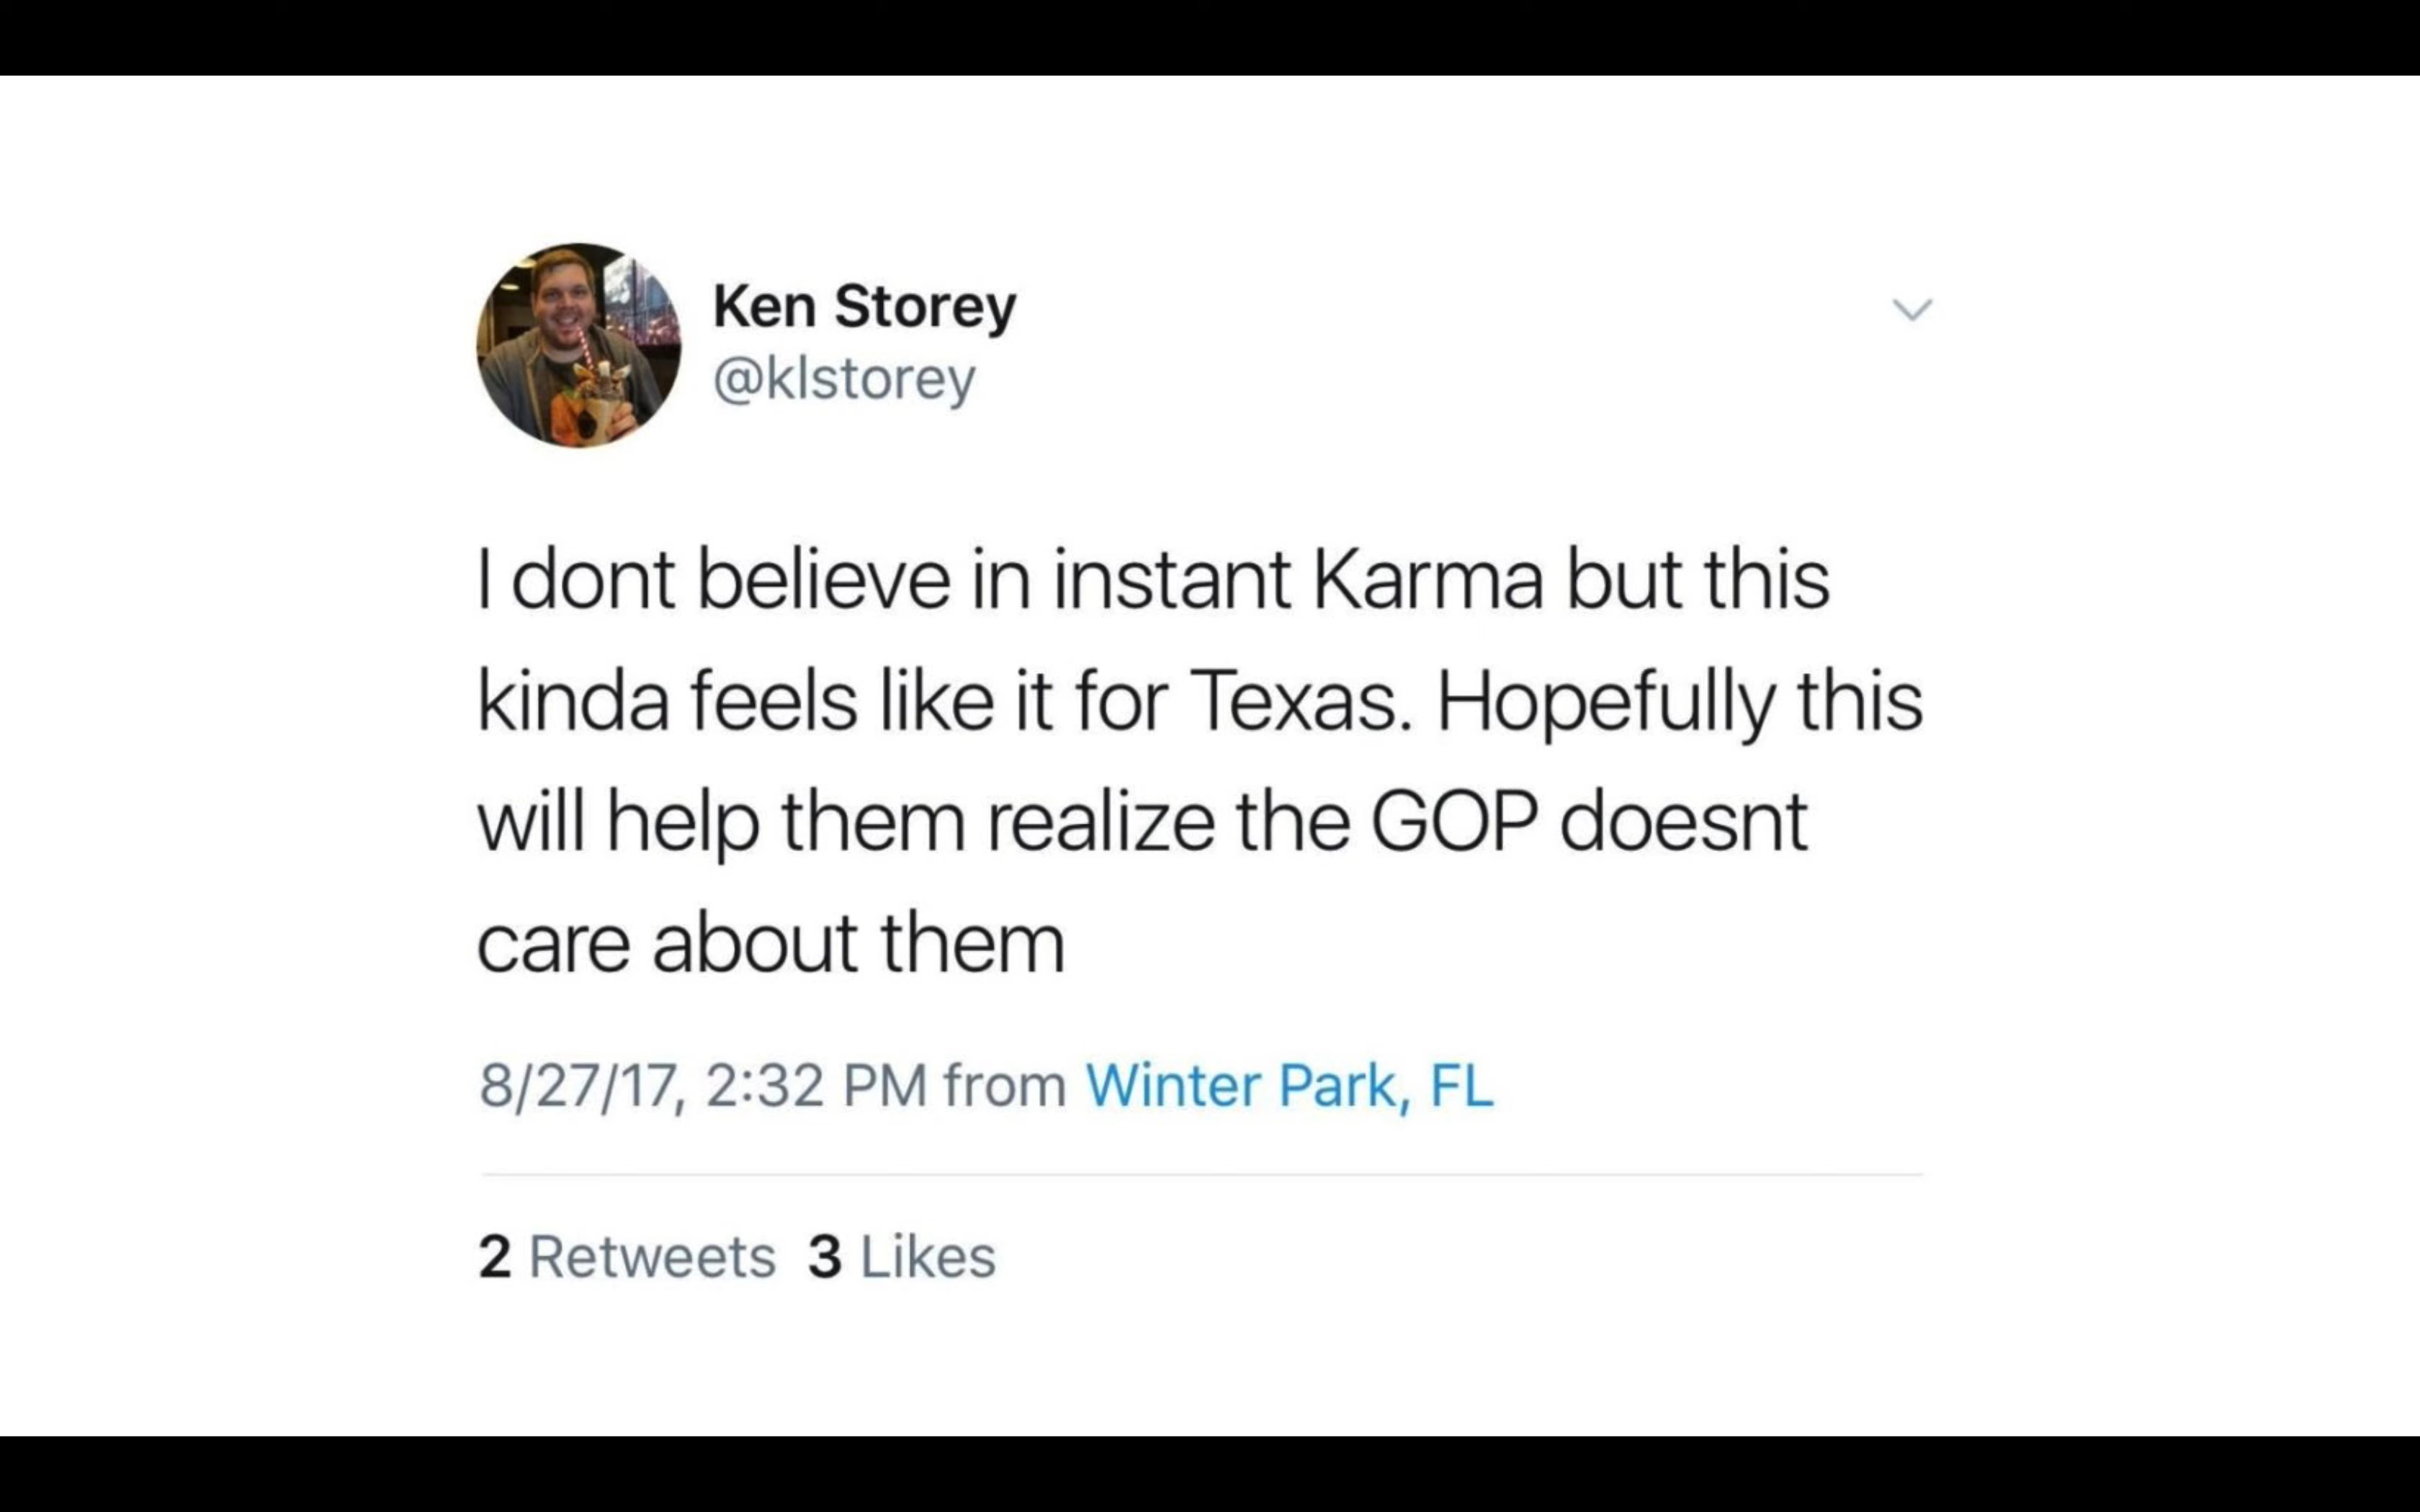 Ken Storey
@klstorey
I dont believe in instant Karma but this
kinda feels like it for Texas. Hopefully this
will help them realize the GOP doesnt
care about them
8/27/17, 2:32 PM from Winter Park, FL
2 Retweets 3 Likes